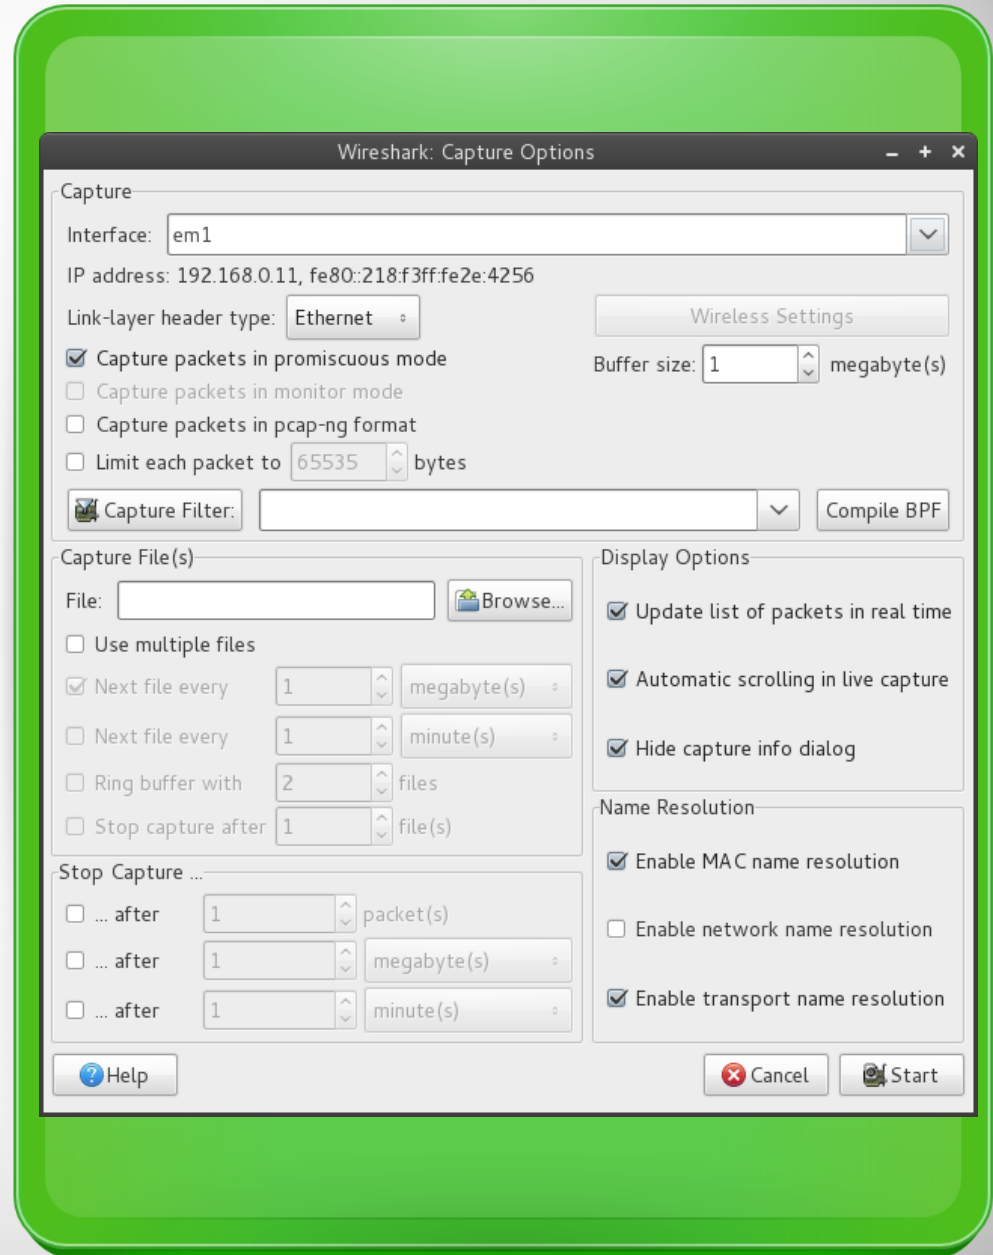 Wireshark: Capture Options
Capture
Interface: em1
IP address: 192.168.0.11, fe80::218:f3ff:fe2e:4256
Link-layer header type: Ethernet
Wireless Settings
Capture packets in promiscuous mode
Buffer size: 1 megabyte(s)
Capture packets in monitor mode
Capture packets in pcap-ng format
Limit each packet to 65535 bytes
Capture Filter:
Compile BPF
Capture File(s)
File:
Browse...
Use multiple files
Next file every 1 megabyte(s)
Next file every 1 minute(s)
Ring buffer with 2 files
Stop capture after 1 file(s)
Stop Capture ...
... after 1 packet(s)
... after 1 megabyte(s)
... after 1 minute(s)
Display Options
Update list of packets in real time
Automatic scrolling in live capture
Hide capture info dialog
Name Resolution
Enable MAC name resolution
Enable network name resolution
Enable transport name resolution
Help
Cancel
Start